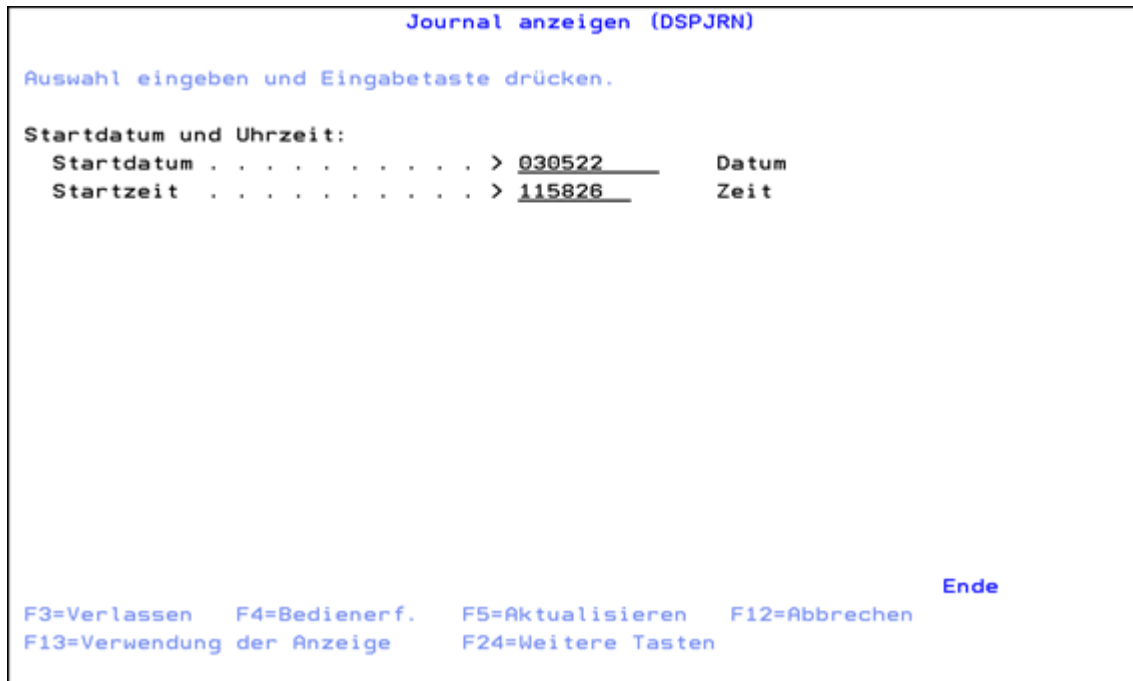 Journal anzeigen (DSPJRN)
Auswahl eingeben und Eingabetaste drücken.
Startdatum und Uhrzeit:
Startdatum . . . . . . . . . . > 030522 Datum
Startzeit . . . . . . . . . . > 115826 Zeit
Ende
F3=Verlassen F4=Bedienerf. F5=Aktualisieren F12=Abbrechen
F13=Verwendung der Anzeige F24=Weitere Tasten